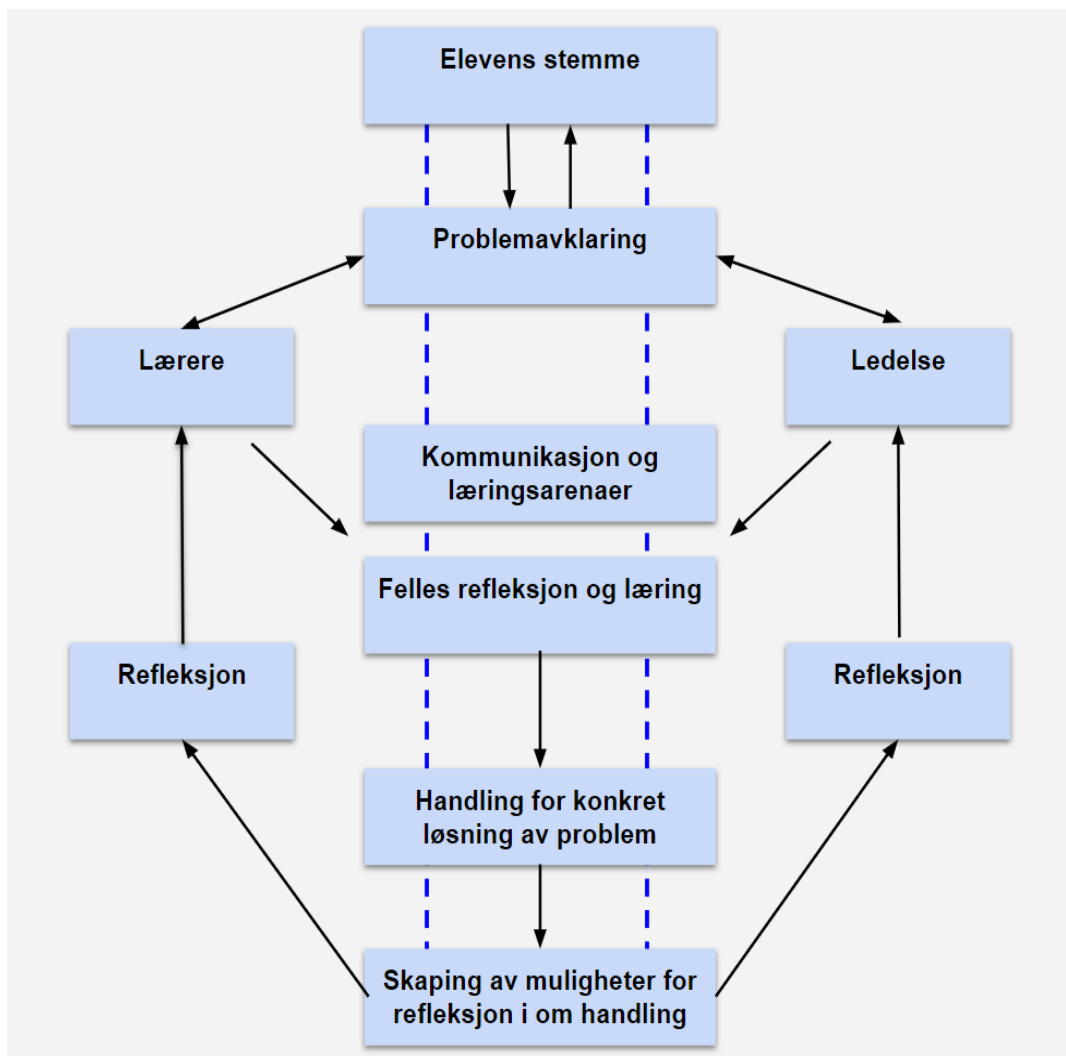 Elevens stemme
Problemavklaring
Lærere
Ledelse
Kommunikasjon og
læringsarenaer
Felles refleksjon og læring
Refleksjon
Refleksjon
Handling for konkret
løsning av problem
Skaping av muligheter for
refleksjon i om handling